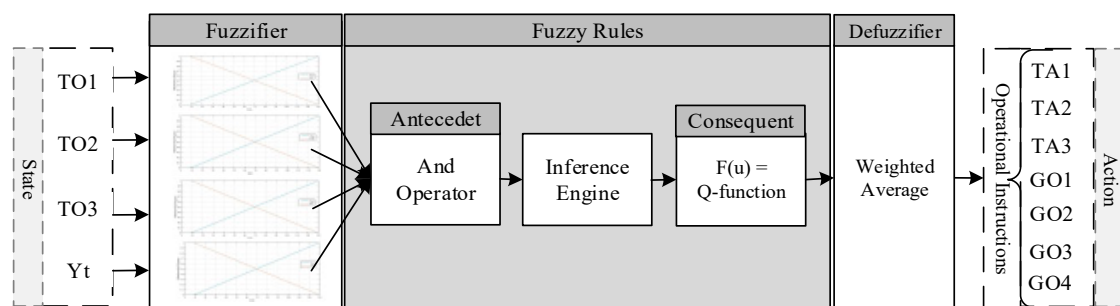 Fuzzifier
Fuzzy Rules
Defuzzifier
State
TO1
TO2
TO3
Yt
Antecedet
And
Operator
Inference
Engine
Consequent
F(u) =
Q-function
Weighted
Average
Operational Instructions
TA1
TA2
TA3
GO1
GO2
GO3
GO4
Action